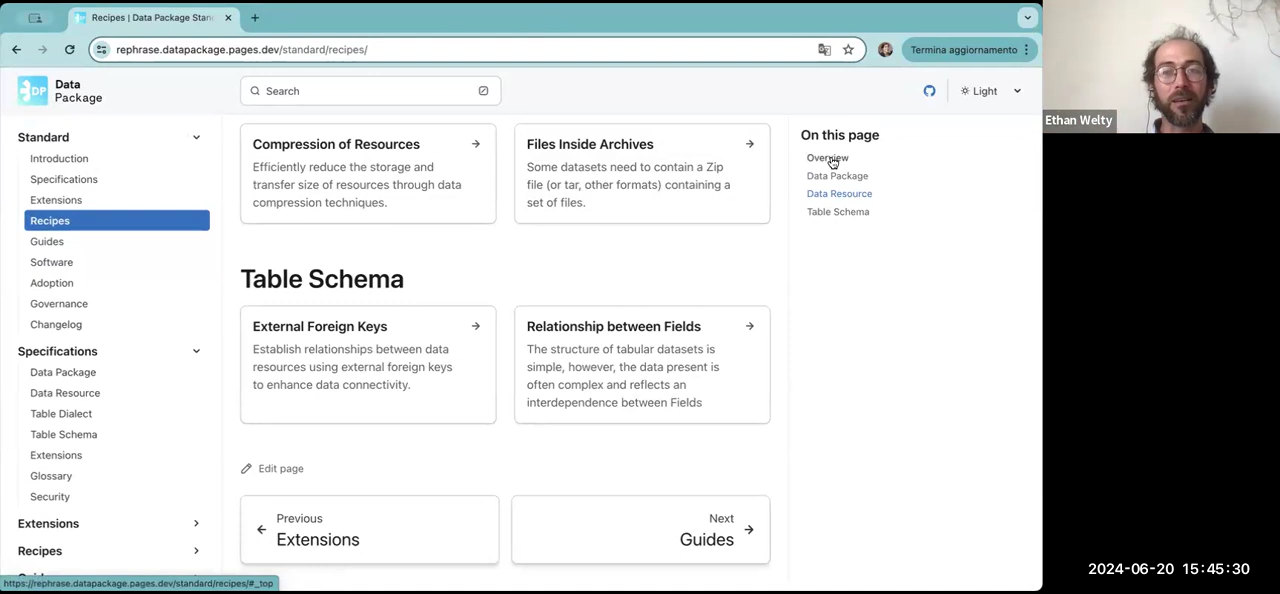 Recipes | Data Package Stan
rephrase.datapackage.pages.dev/standard/recipes/
Termina aggiornamento
DP
Data
Package
Search
Light
Standard
Introduction
Specifications
Extensions
Recipes
Guides
Software
Adoption
Governance
Changelog
Specifications
Data Package
Data Resource
Table Dialect
Table Schema
Extensions
Glossary
Security
Extensions
Recipes
Compression of Resources
Efficiently reduce the storage and
transfer size of resources through data
compression techniques.
Files Inside Archives
Some datasets need to contain a Zip
file (or tar, other formats) containing a
set of files.
Table Schema
External Foreign Keys
Establish relationships between data
resources using external foreign keys
to enhance data connectivity.
Relationship between Fields
The structure of tabular datasets is
simple, however, the data present is
often complex and reflects an
interdependence between Fields
Edit page
Previous
Extensions
Next
Guides
On this page
Overview
Data Package
Data Resource
Table Schema
https://rephrase.datapackage.pages.dev/standard/recipes/#_top
Ethan Welty
2024-06-20 15:45:30